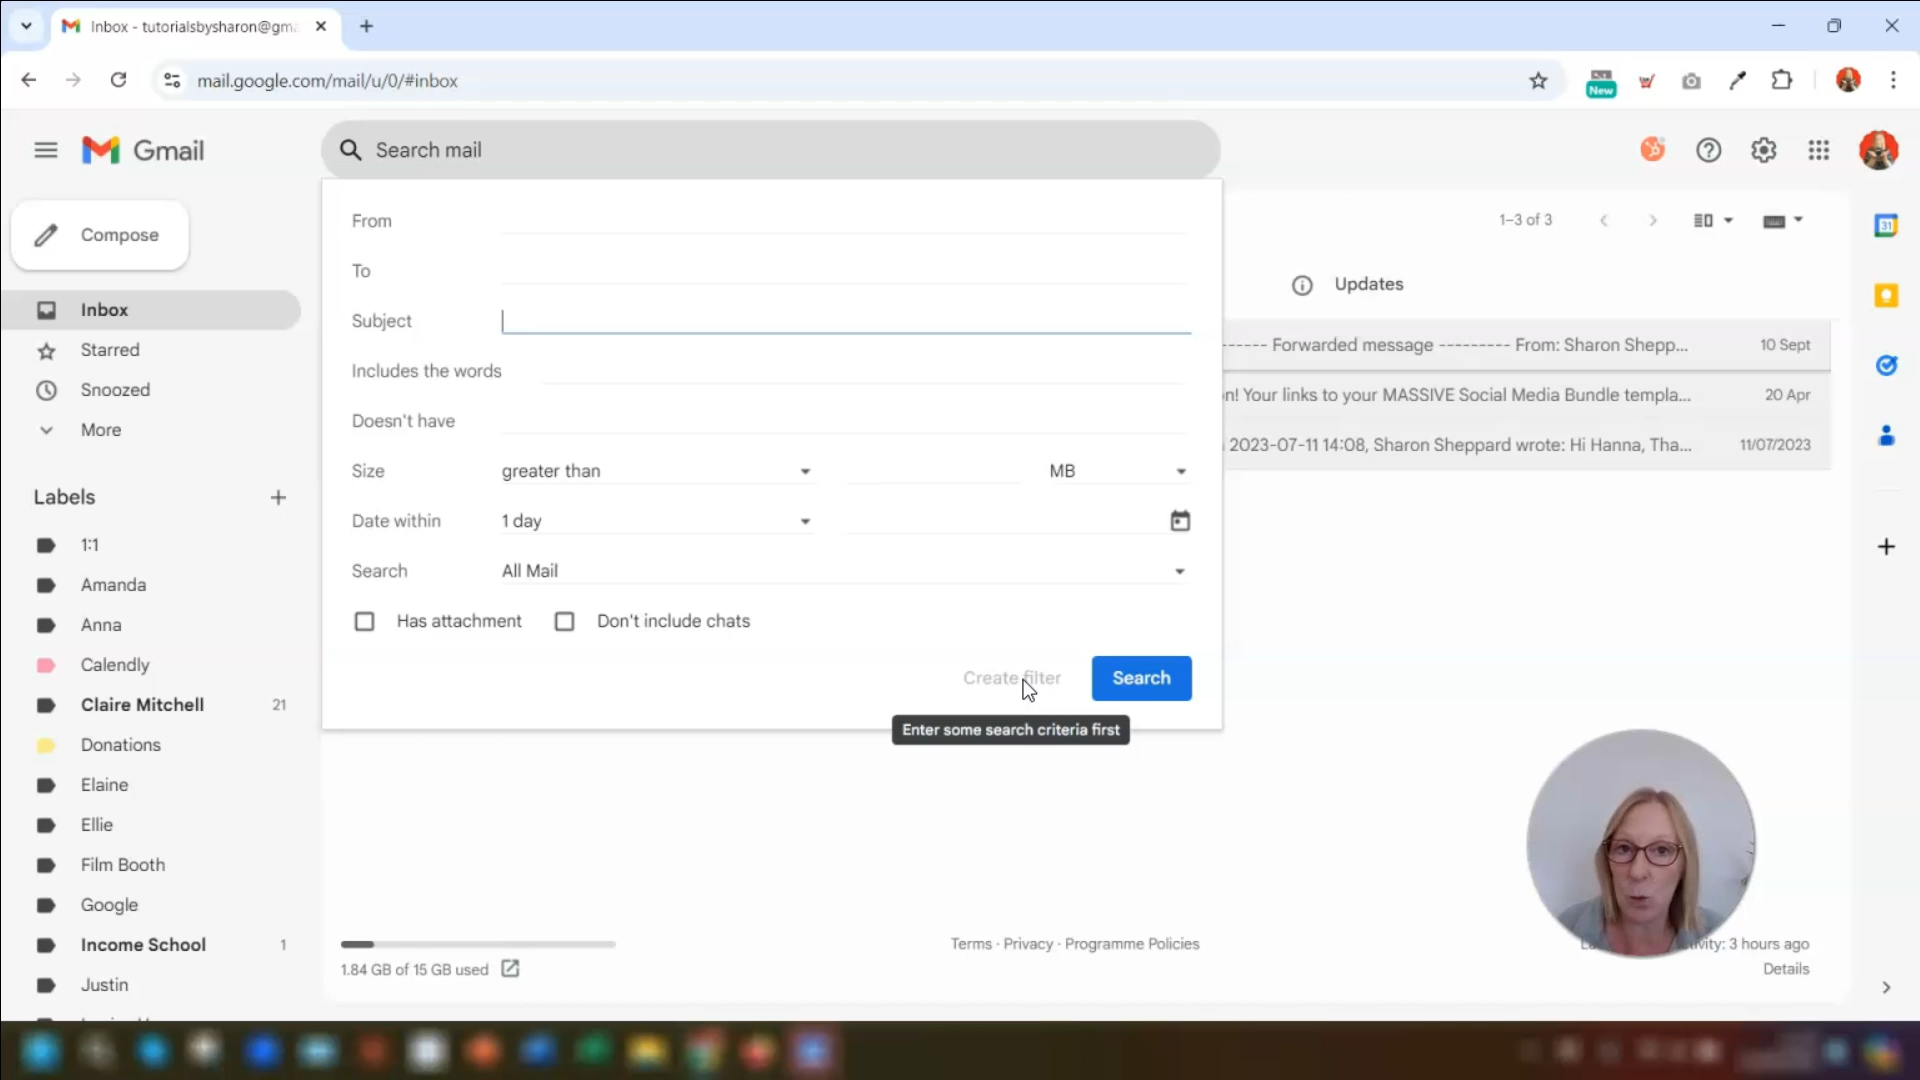 Inbox - tutorialsbysharon@gma
mail.google.com/mail/u/0/#inbox
New
Gmail
Search mail
Compose
Inbox
Starred
Snoozed
More
Labels
1:1
Amanda
Anna
Calendly
Claire Mitchell 21
Donations
Elaine
Ellie
Film Booth
Google
Income School 1
Justin
From
To
Subject
Includes the words
Doesn't have
Size greater than MB
Date within 1 day
Search All Mail
Has attachment Don't include chats
Create filter Search
Enter some search criteria first
1–3 of 3
Updates
------ Forwarded message --------- From: Sharon Shepp... 10 Sept
n! Your links to your MASSIVE Social Media Bundle templa... 20 Apr
2023-07-11 14:08, Sharon Sheppard wrote: Hi Hanna, Tha... 11/07/2023
31
1.84 GB of 15 GB used
Terms · Privacy · Programme Policies
vity: 3 hours ago
Details